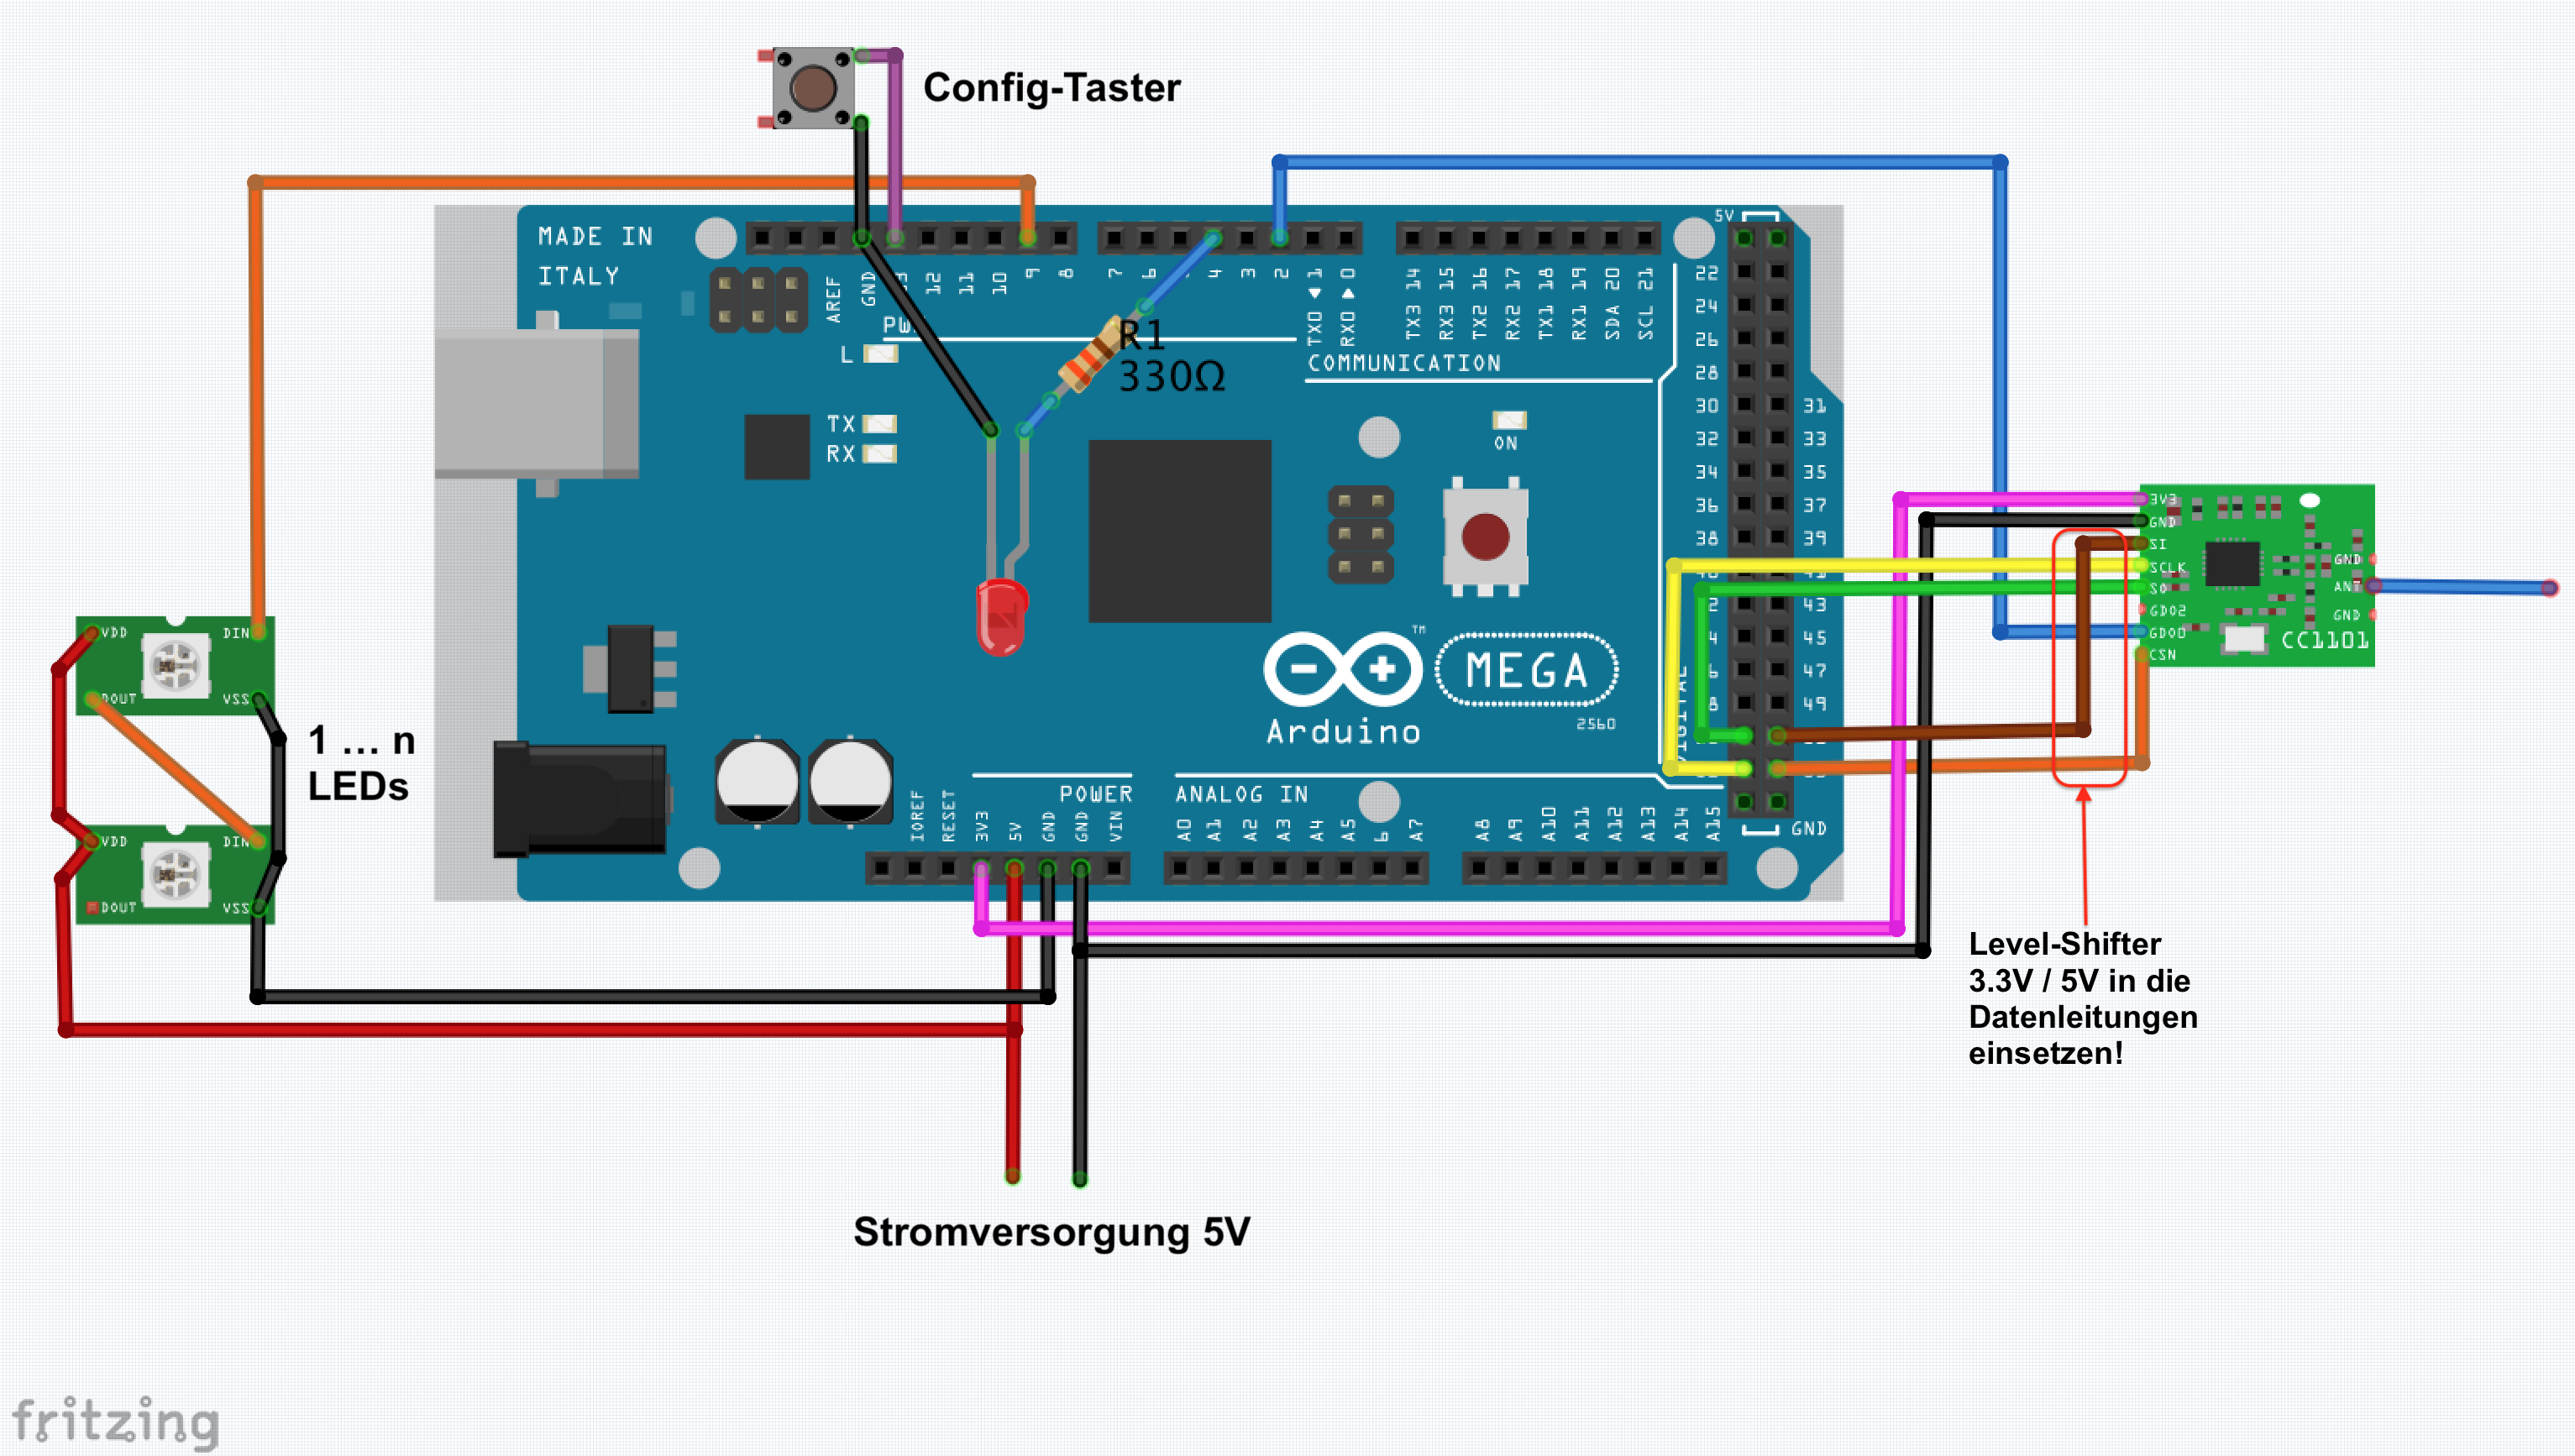 Config-Taster
MADE IN
ITALY
AREF
GND
12
11
10
9
8
7
6
4
3
2
TX0 1
RX0 0
TX3 14
RX3 15
TX2 16
RX2 17
TX1 18
RX1 19
SDA 20
SCL 21
5V
L
R1
330Ω
COMMUNICATION
TX
RX
ON
22
24
26
28
30 31
32 33
34 35
36 37
38 39
43
45
47
49
Arduino
TM
MEGA
2560
POWER
ANALOG IN
IOREF
RESET
3V3
5V
GND
GND
VIN
A0
A1
A2
A3
A4
A5
A7
A8
A9
A10
A11
A12
A13
A14
A15
GND
VDD DIN
DOUT VSS
1 ... n
LEDs
VDD DIN
DOUT VSS
3V3
GND
SI
SCLK
SO
GDO2
GDO0
CSN
GND
ANT
GND
CC1101
Level-Shifter
3.3V / 5V in die
Datenleitungen
einsetzen!
Stromversorgung 5V
fritzing